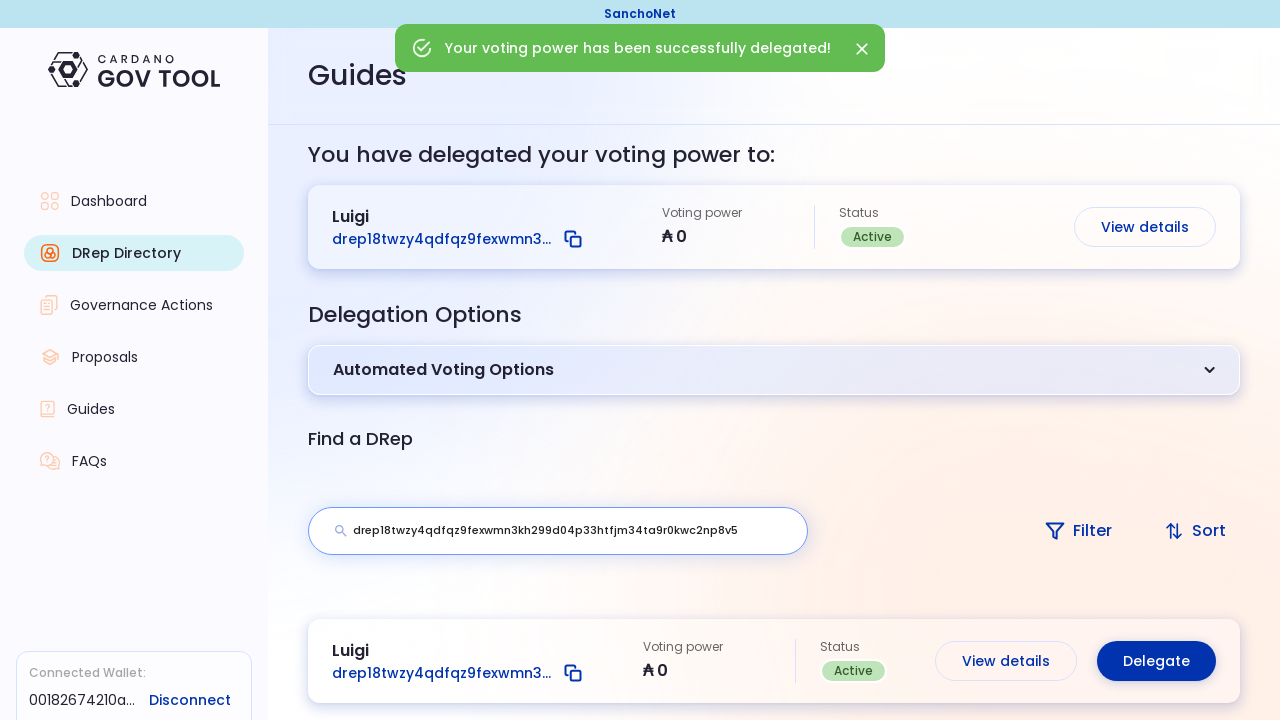 SanchoNet
Your voting power has been successfully delegated!
CARDANO
GOV TOOL
Guides
Dashboard
DRep Directory
Governance Actions
Proposals
Guides
FAQs
Connected Wallet:
00182674210a...
Disconnect
You have delegated your voting power to:
Luigi
drep18twzy4qdfqz9fexwmn3...
Voting power
₳ 0
Status
Active
View details
Delegation Options
Automated Voting Options
Find a DRep
drep18twzy4qdfqz9fexwmn3kh299d04p33htfjm34ta9r0kwc2np8v5
Filter
Sort
Luigi
drep18twzy4qdfqz9fexwmn3...
Voting power
₳ 0
Status
Active
View details
Delegate